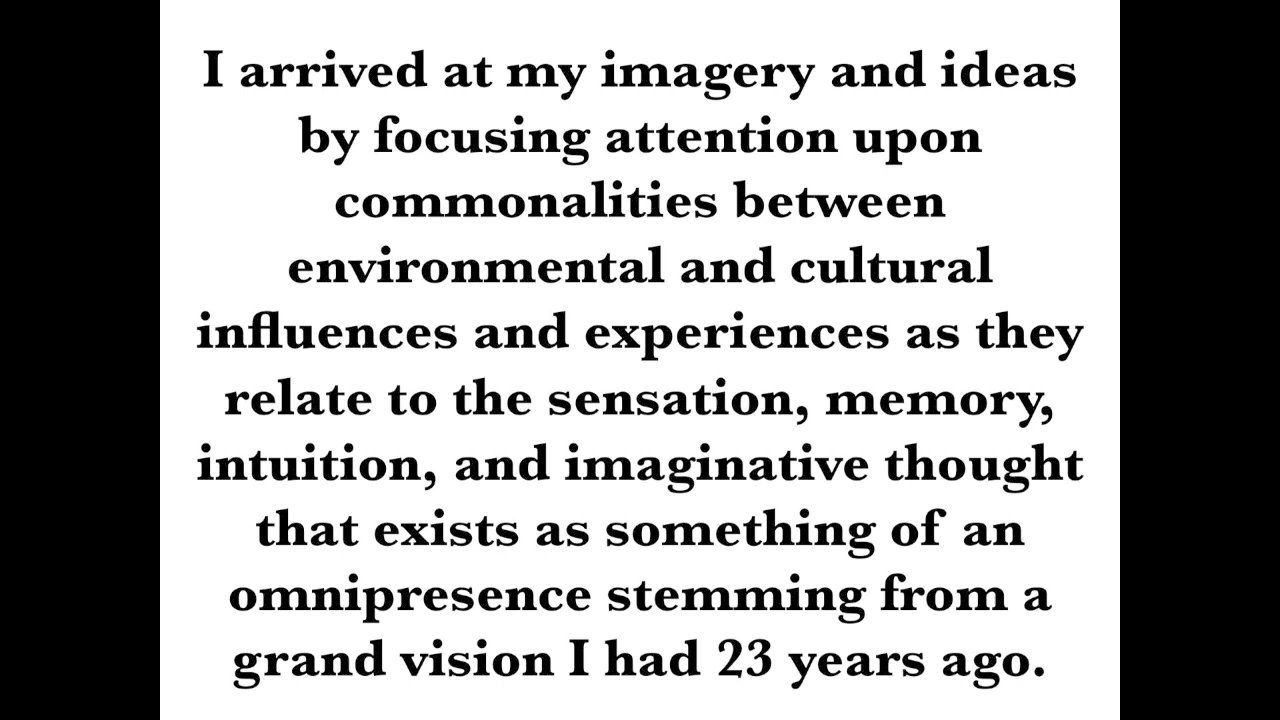 I arrived at my imagery and ideas
by focusing attention upon
commonalities between
environmental and cultural
influences and experiences as they
relate to the sensation, memory,
intuition, and imaginative thought
that exists as something of an
omnipresence stemming from a
grand vision I had 23 years ago.